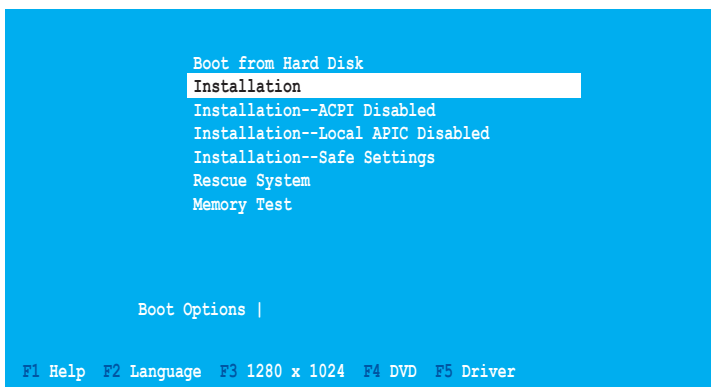 Boot from Hard Disk
Installation
Installation--ACPI Disabled
Installation--Local APIC Disabled
Installation--Safe Settings
Rescue System
Memory Test
Boot Options |
F1 Help F2 Language F3 1280 x 1024 F4 DVD F5 Driver